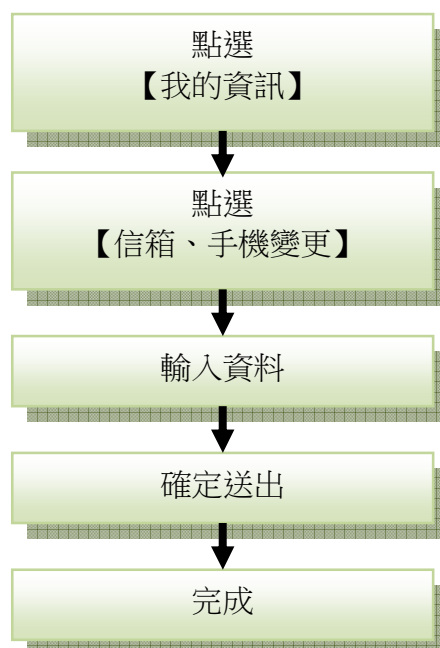 點選
【我的資訊】
點選
【信箱、手機變更】
輸入資料
確定送出
完成